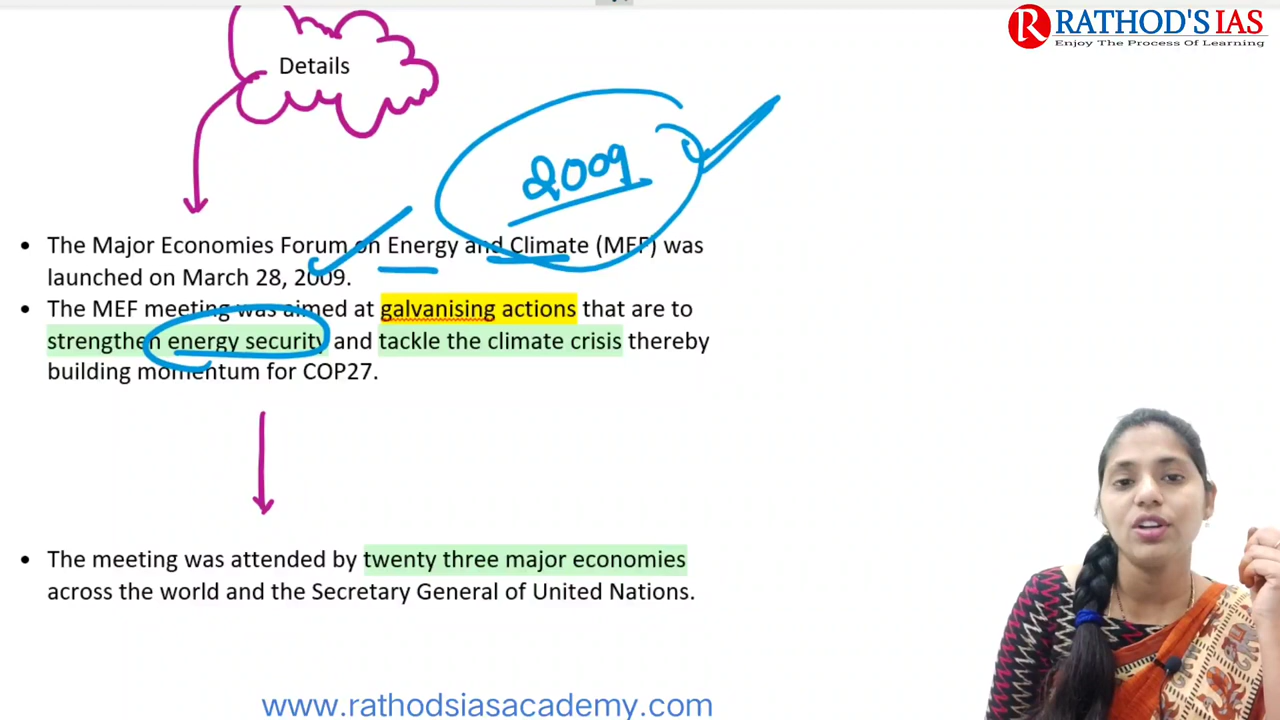 RATHOD'S IAS
Enjoy The Process Of Learning
Details
2009
• The Major Economies Forum on Energy and Climate (MEF) was
launched on March 28, 2009.
• The MEF meeting was aimed at galvanising actions that are to
strengthen energy security and tackle the climate crisis thereby
building momentum for COP27.
• The meeting was attended by twenty three major economies
across the world and the Secretary General of United Nations.
www.rathodsiasacademy.com